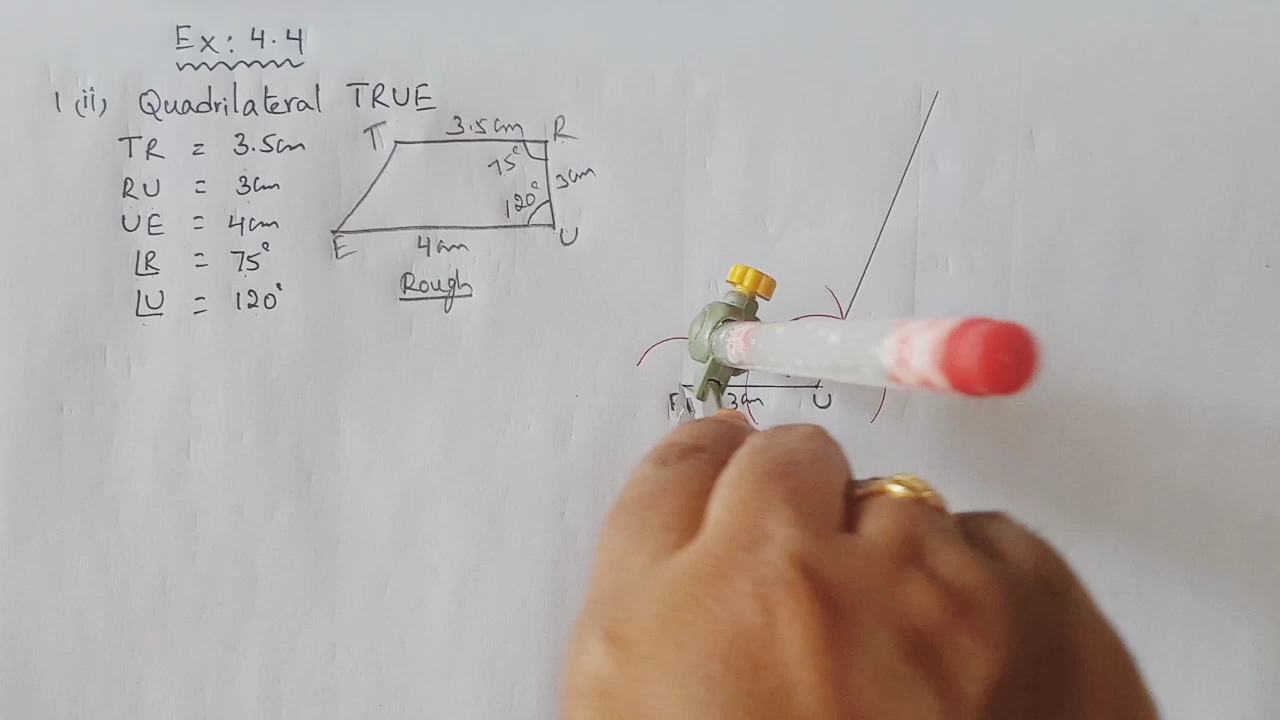 Ex: 4.4
1 (ii) Quadrilateral TRUE
TR = 3.5cm
RU = 3cm
UE = 4cm
∠R = 75°
∠U = 120°
T 3.5cm R
75°
3cm
120°
E 4cm U
Rough
3cm U